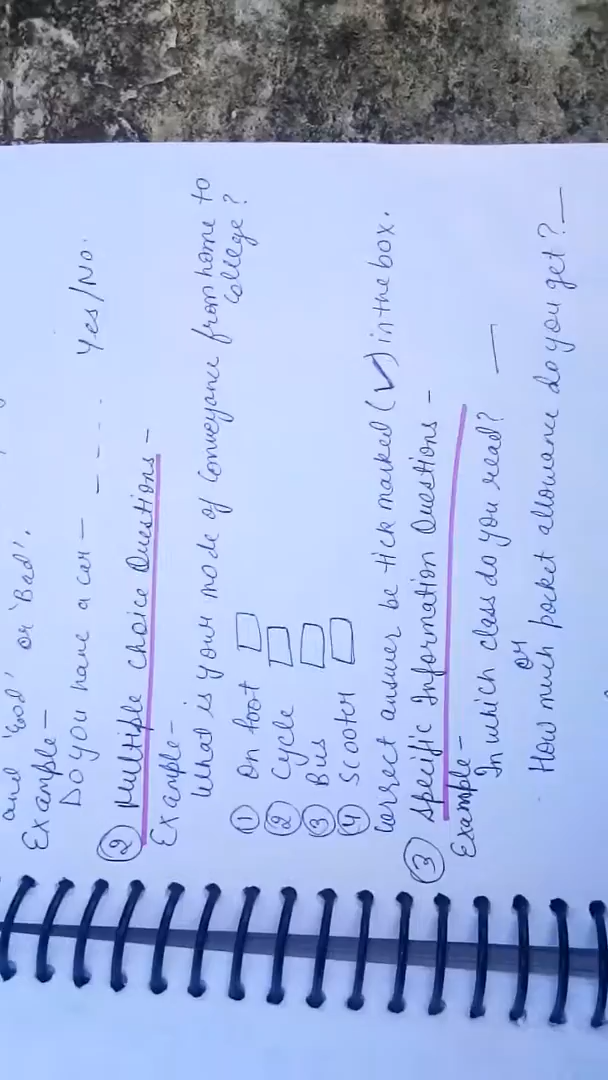 and 'Good' or 'Bad'.
Example-
Do you have a car- ---. Yes/No.
② Multiple choice Questions-
Example-
What is your mode of conveyance from home to
college?
① On foot
② Cycle
③ Bus
④ Scooter
Correct answer be tick marked (✓) in the box.
③ Specific Information Questions-
Example-
In which class do you read? —
or
How much pocket allowance do you get? —